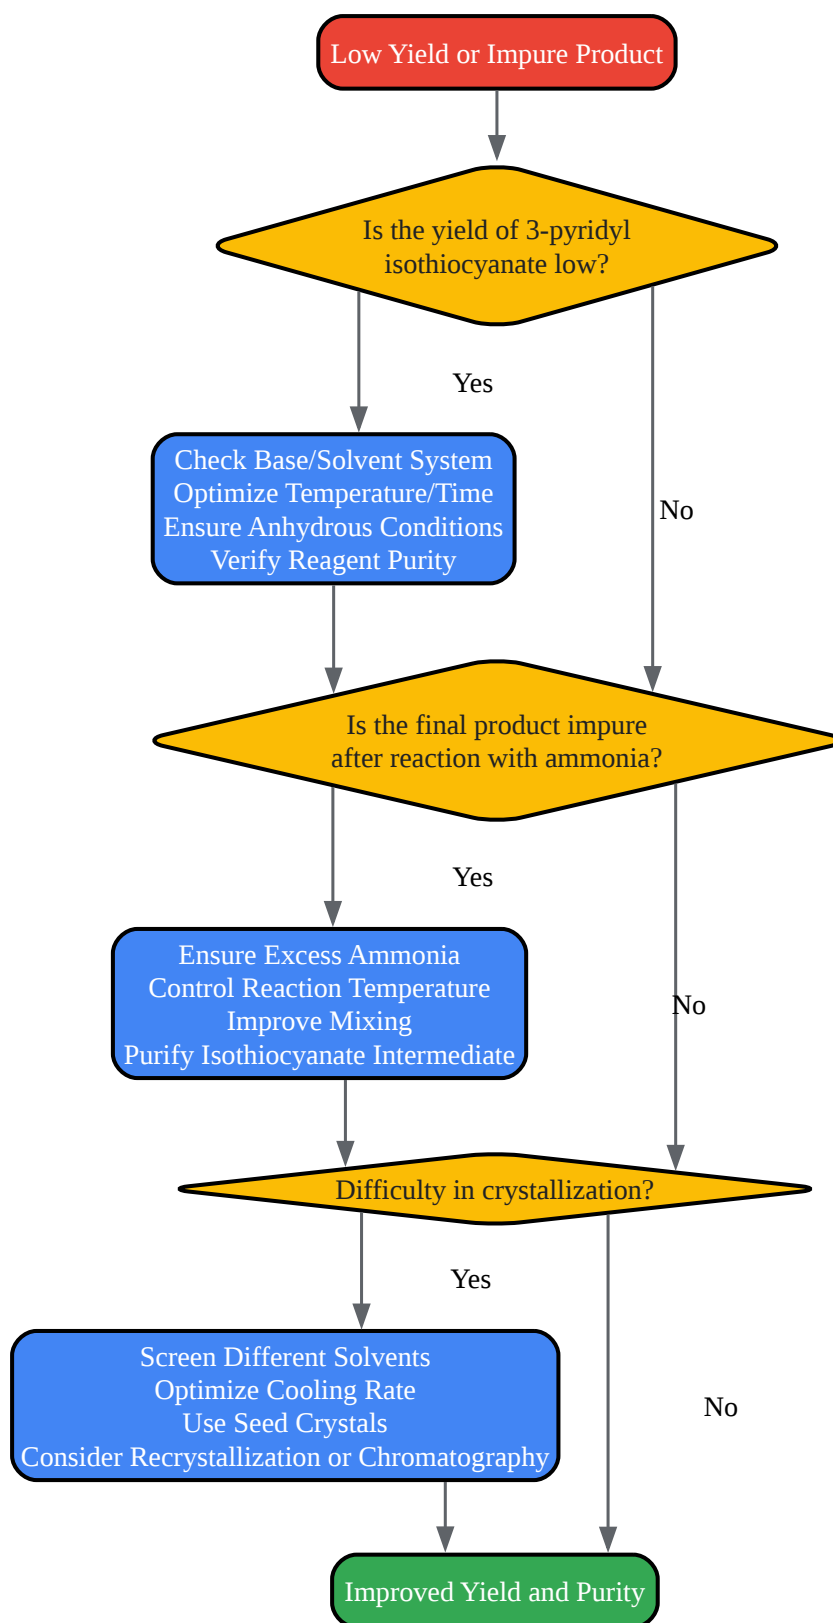 Low Yield or Impure Product
Is the yield of 3-pyridyl
isothiocyanate low?
Yes
Check Base/Solvent System
Optimize Temperature/Time
Ensure Anhydrous Conditions
Verify Reagent Purity
No
Is the final product impure
after reaction with ammonia?
Yes
Ensure Excess Ammonia
Control Reaction Temperature
Improve Mixing
Purify Isothiocyanate Intermediate
No
Difficulty in crystallization?
Yes
Screen Different Solvents
Optimize Cooling Rate
Use Seed Crystals
Consider Recrystallization or Chromatography
No
Improved Yield and Purity